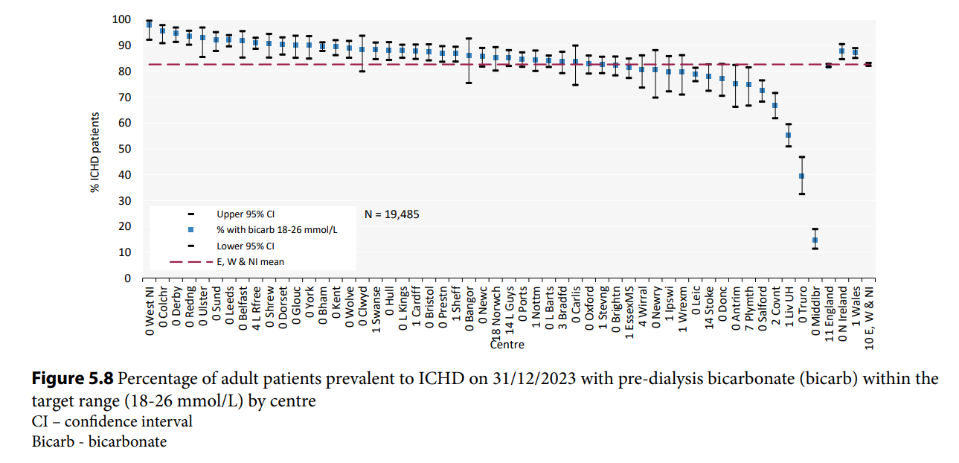 100
90
80
70
60
50
40
30
20
10
0
% ICHD patients
Upper 95% CI
% with bicarb 18-26 mmol/L
Lower 95% CI
E, W & NI mean
N = 19,485
0 West NI
0 Colchr
0 Derby
0 Redng
0 Ulster
0 Sund
0 Leeds
0 Belfast
4 L Rfree
0 Shrew
0 Dorset
0 Glouc
0 York
0 Bham
0 Kent
0 Wolve
0 Clwyd
1 Swanse
0 Hull
0 L Kings
1 Cardff
0 Bristol
0 Prestn
1 Sheff
0 Bangor
0 Newc
18 Norwch
14 L Guys
0 Ports
1 Nottm
0 L Barts
3 Bradfd
0 Carlis
0 Oxford
1 Stevng
0 Brightn
1 EssexMS
4 Wirral
0 Newry
1 Ipswi
1 Wrexm
0 Leic
14 Stoke
0 Donc
0 Antrim
7 Plymth
0 Salford
2 Covnt
1 Liv UH
0 Truro
0 Middlbr
11 England
0 N Ireland
1 Wales
10 E, W & NI
Centre
Figure 5.8 Percentage of adult patients prevalent to ICHD on 31/12/2023 with pre-dialysis bicarbonate (bicarb) within the
target range (18-26 mmol/L) by centre
CI – confidence interval
Bicarb - bicarbonate